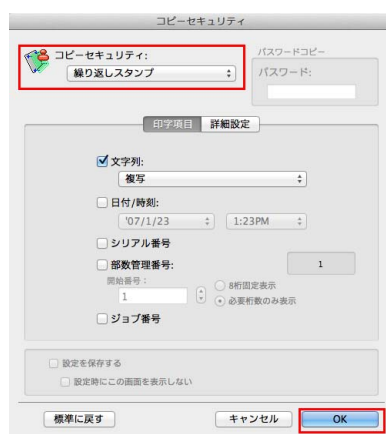 コピーセキュリティ
コピーセキュリティ:
繰り返しスタンプ
パスワードコピー
パスワード:
印字項目 詳細設定
文字列:
複写
日付/時刻:
'07/1/23 1:23PM
シリアル番号
部数管理番号: 1
開始番号:
1
8桁固定表示
必要桁数のみ表示
ジョブ番号
設定を保存する
設定時にこの画面を表示しない
標準に戻す キャンセル OK